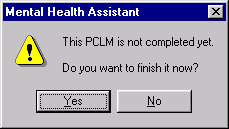 Mental Health Assistant
This PCLM is not completed yet.
Do you want to finish it now?
Yes No